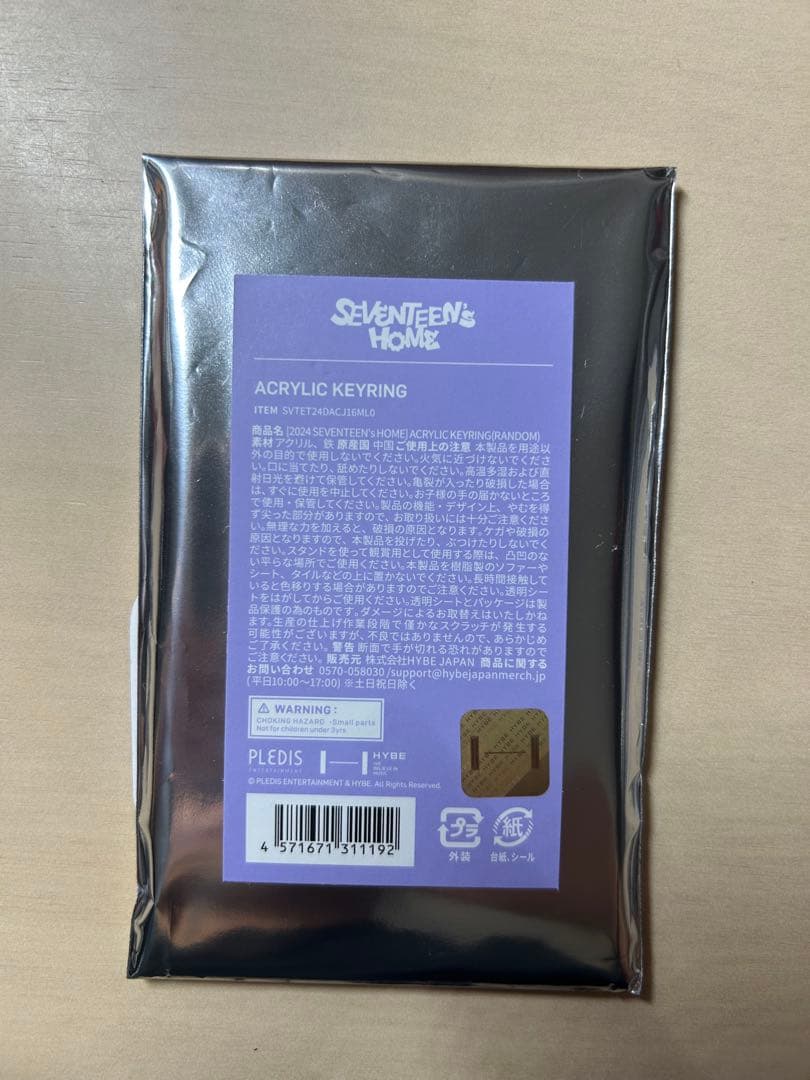 SEVENTEEN's
HOME
ACRYLIC KEYRING
ITEM SVTET24DACJ16ML0
商品名 [2024 SEVENTEEN's HOME] ACRYLIC KEYRING(RANDOM)
素材 アクリル、鉄 原産国 中国 ご使用上の注意 本製品を用途以
外の目的で使用しないでください。火気に近づけないでくださ
い。口に当てたり、舐めたりしないでください。高温多湿および直
射日光を避けて保管してください。亀裂が入ったり破損した場合
は、すぐに使用を中止してください。お子様の手の届かないところ
で使用・保管してください。製品の機能・デザイン上、やむを得
ず尖った部分がありますので、お取り扱いには十分ご注意くださ
い。無理な力を加えると、破損の原因となります。ケガや破損の
原因となりますので、本製品を投げたり、ぶつけたりしないでく
ださい。スタンドを使って観賞用として使用する際は、凸凹のな
い平らな場所でご使用ください。本製品を樹脂製のソファーや
シート、タイルなどの上に置かないでください。長時間接触して
いると色移りする場合がありますのでご注意ください。透明シー
トをはがしてからご使用ください。透明シートとパッケージは製
品保護の為のものです。ダメージによるお取替えはいたしかね
ます。生産の仕上げ作業段階で僅かなスクラッチが発生する
可能性がございますが、不良ではありませんので、あらかじめ
ご了承ください。警告 断面で手が切れる恐れがありますので
ご注意ください。販売元 株式会社HYBE JAPAN 商品に関する
お問い合わせ 0570-058030 /support@hybejapanmerch.jp
(平日10:00～17:00) ※土日祝日除く
WARNING :
CHOKING HAZARD -Small parts
Not for children under 3yrs
PLEDIS
ENTERTAINMENT
HYBE
WE
BELIEVE IN
MUSIC
© PLEDIS ENTERTAINMENT & HYBE. All Rights Reserved.
4 571671 311192
プラ
外装
紙
台紙、シール